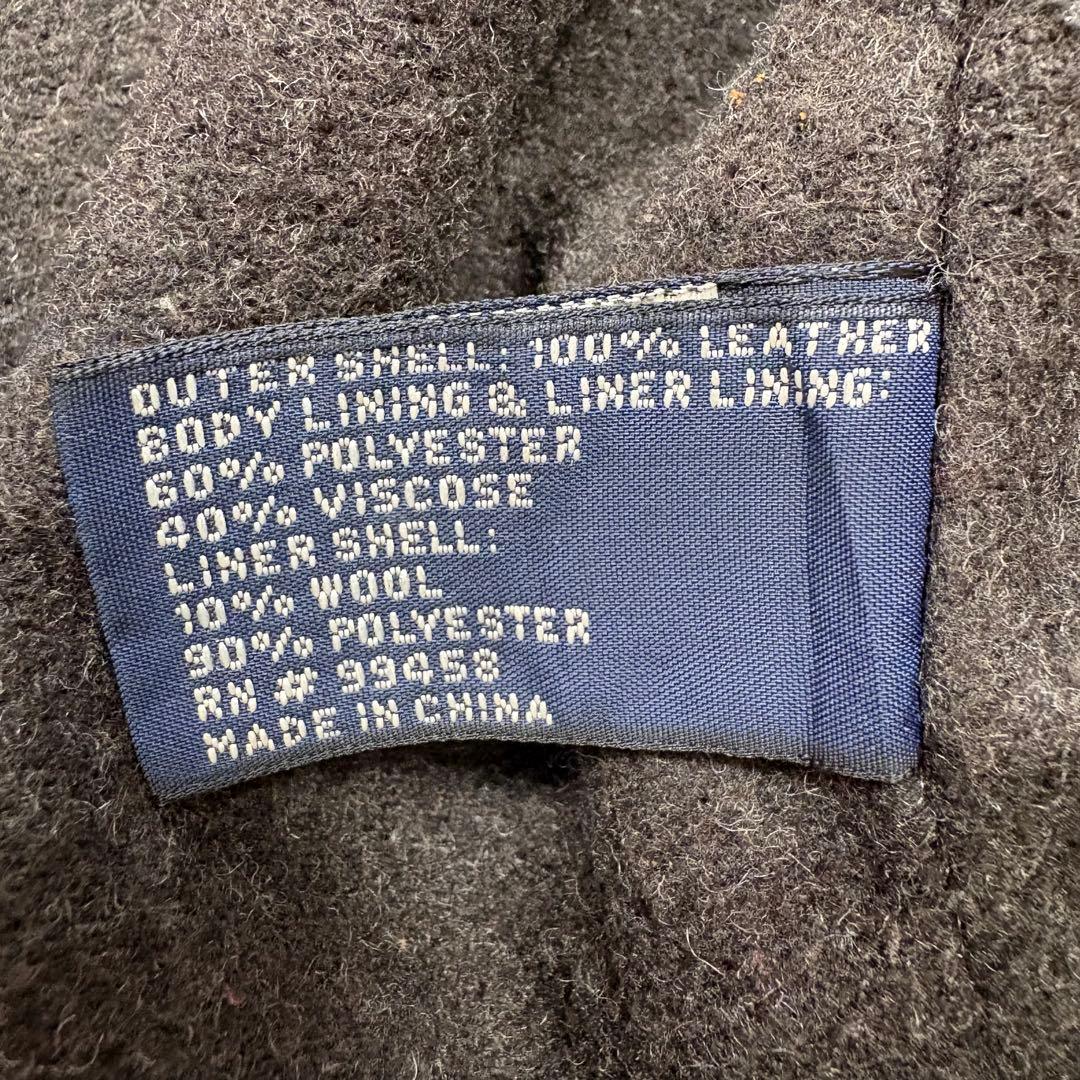 OUTER SHELL: 100% LEATHER
BODY LINING & LINER LINING:
60% POLYESTER
40% VISCOSE
LINER SHELL:
10% WOOL
90% POLYESTER
RN # 99458
MADE IN CHINA